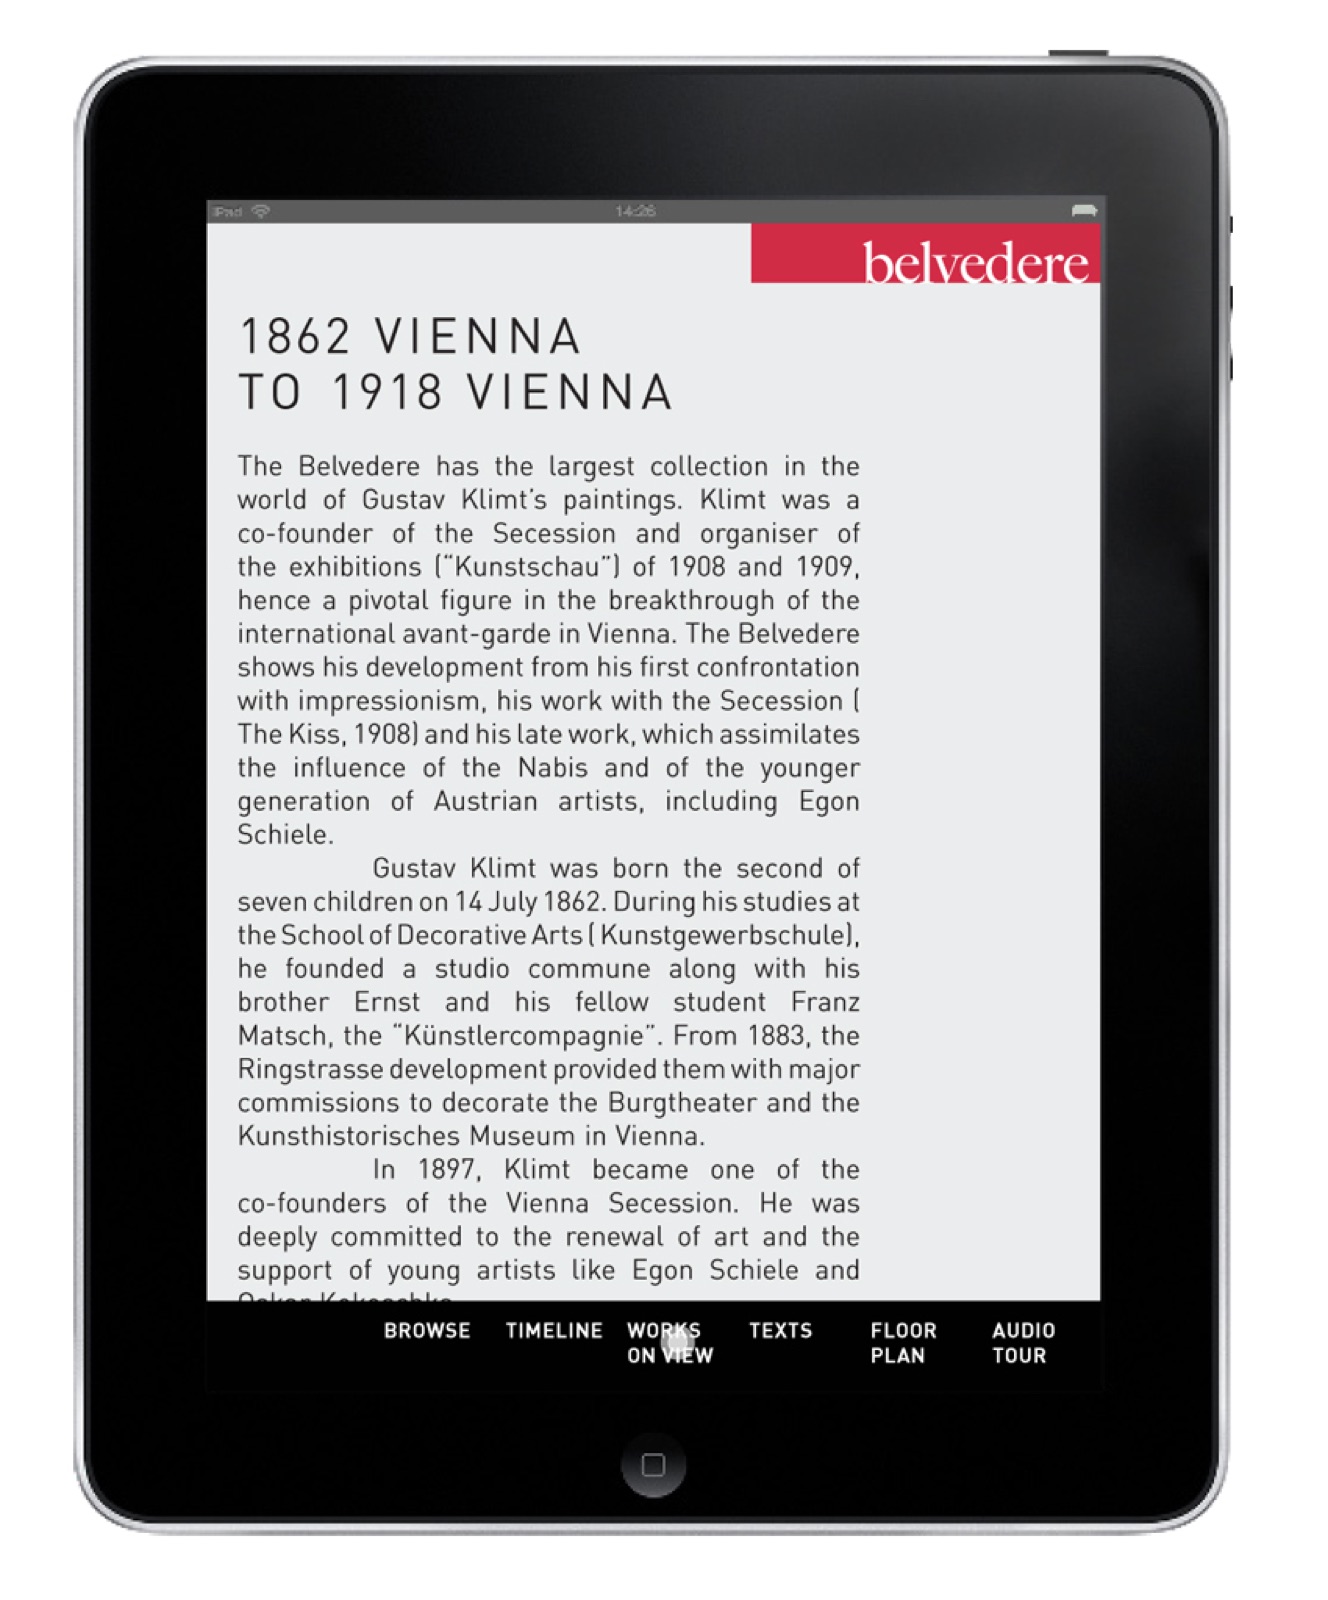 iPad
14:26
belvedere
1862 VIENNA
TO 1918 VIENNA
The Belvedere has the largest collection in the
world of Gustav Klimt's paintings. Klimt was a
co-founder of the Secession and organiser of
the exhibitions (“Kunstschau”) of 1908 and 1909,
hence a pivotal figure in the breakthrough of the
international avant-garde in Vienna. The Belvedere
shows his development from his first confrontation
with impressionism, his work with the Secession (
The Kiss, 1908) and his late work, which assimilates
the influence of the Nabis and of the younger
generation of Austrian artists, including Egon
Schiele.
Gustav Klimt was born the second of
seven children on 14 July 1862. During his studies at
the School of Decorative Arts ( Kunstgewerbschule),
he founded a studio commune along with his
brother Ernst and his fellow student Franz
Matsch, the “Künstlercompagnie”. From 1883, the
Ringstrasse development provided them with major
commissions to decorate the Burgtheater and the
Kunsthistorisches Museum in Vienna.
In 1897, Klimt became one of the
co-founders of the Vienna Secession. He was
deeply committed to the renewal of art and the
support of young artists like Egon Schiele and
Oskar Kokoschka.
BROWSE TIMELINE WORKS ON VIEW TEXTS FLOOR PLAN AUDIO TOUR